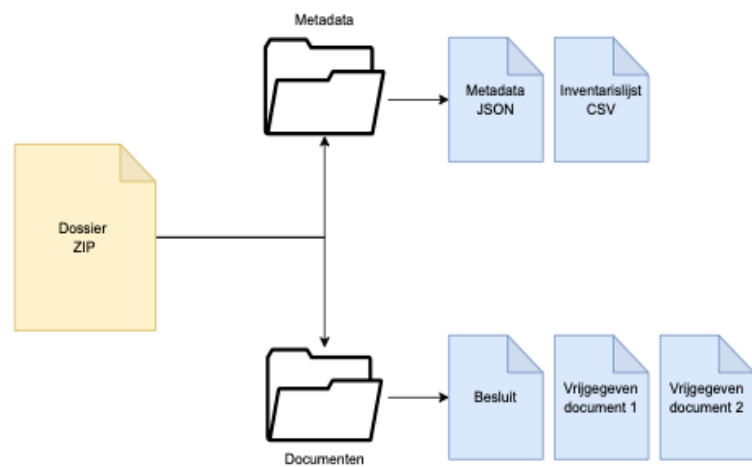 Metadata
Metadata
JSON
Inventarislijst
CSV
Dossier
ZIP
Besluit
Vrijgegeven
document 1
Vrijgegeven
document 2
Documenten